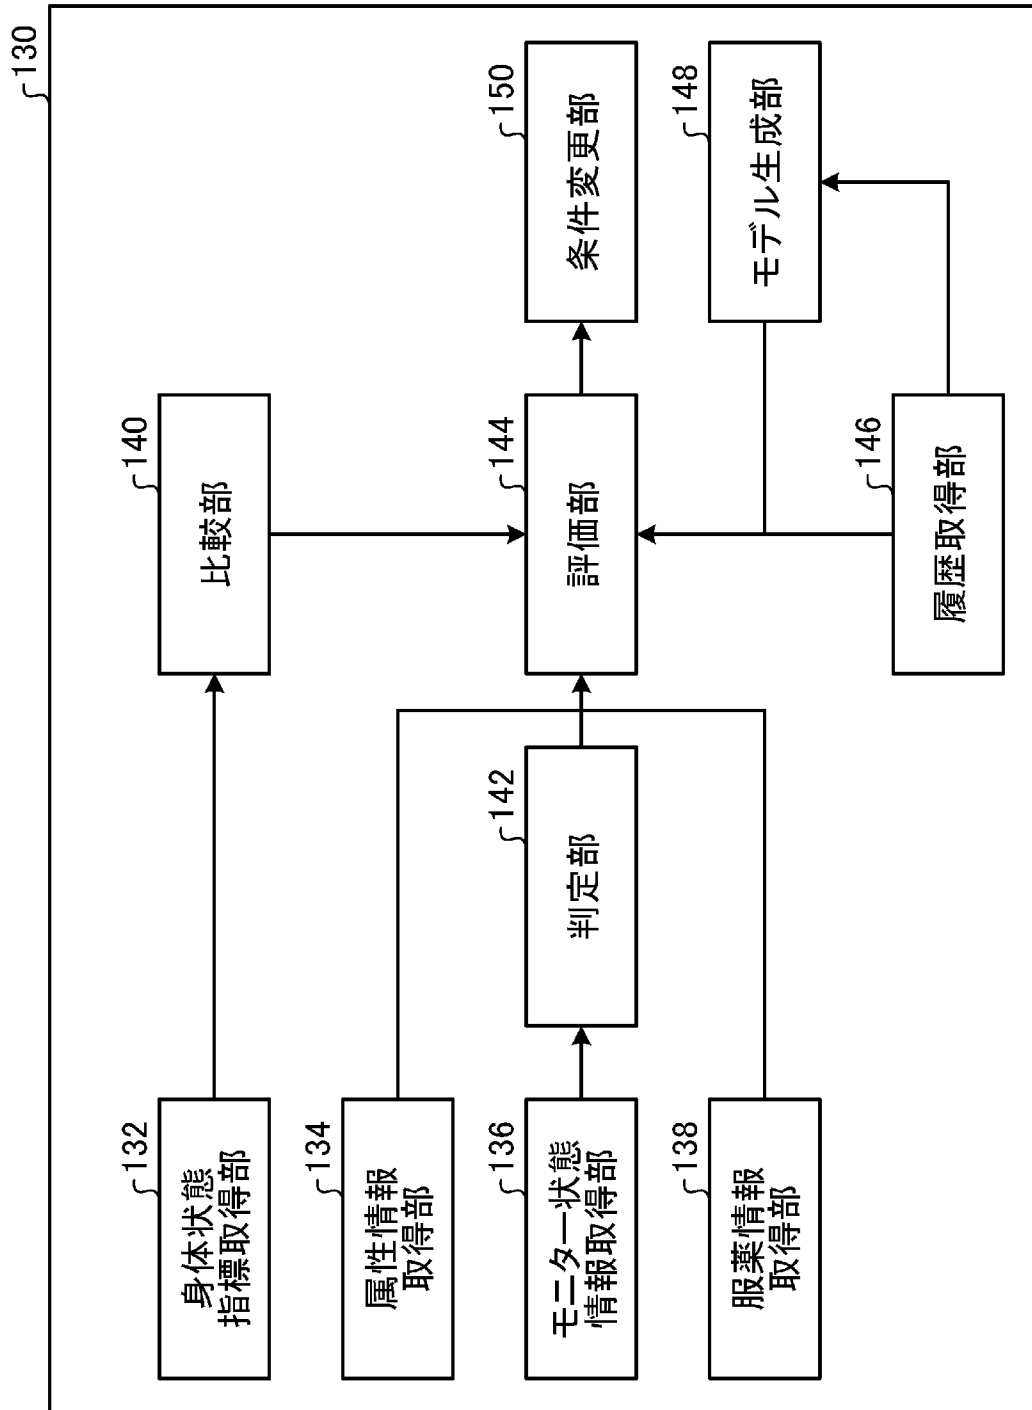 130
132
身体状態
指標取得部
134
属性情報
取得部
136
モニター状態
情報取得部
138
服薬情報
取得部
140
比較部
142
判定部
144
評価部
146
履歴取得部
148
モデル生成部
150
条件変更部